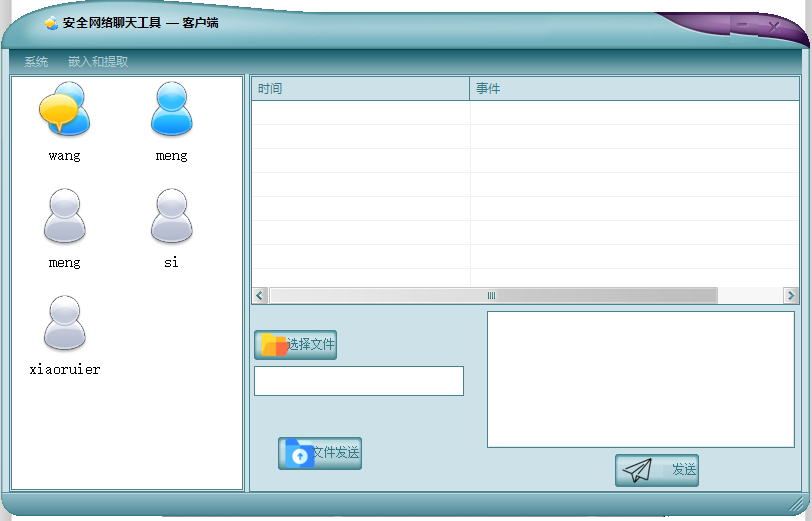 安全网络聊天工具 — 客户端
系统 嵌入和提取
时间 事件
wang meng
meng si
xiaoruier
选择文件
文件发送
发送